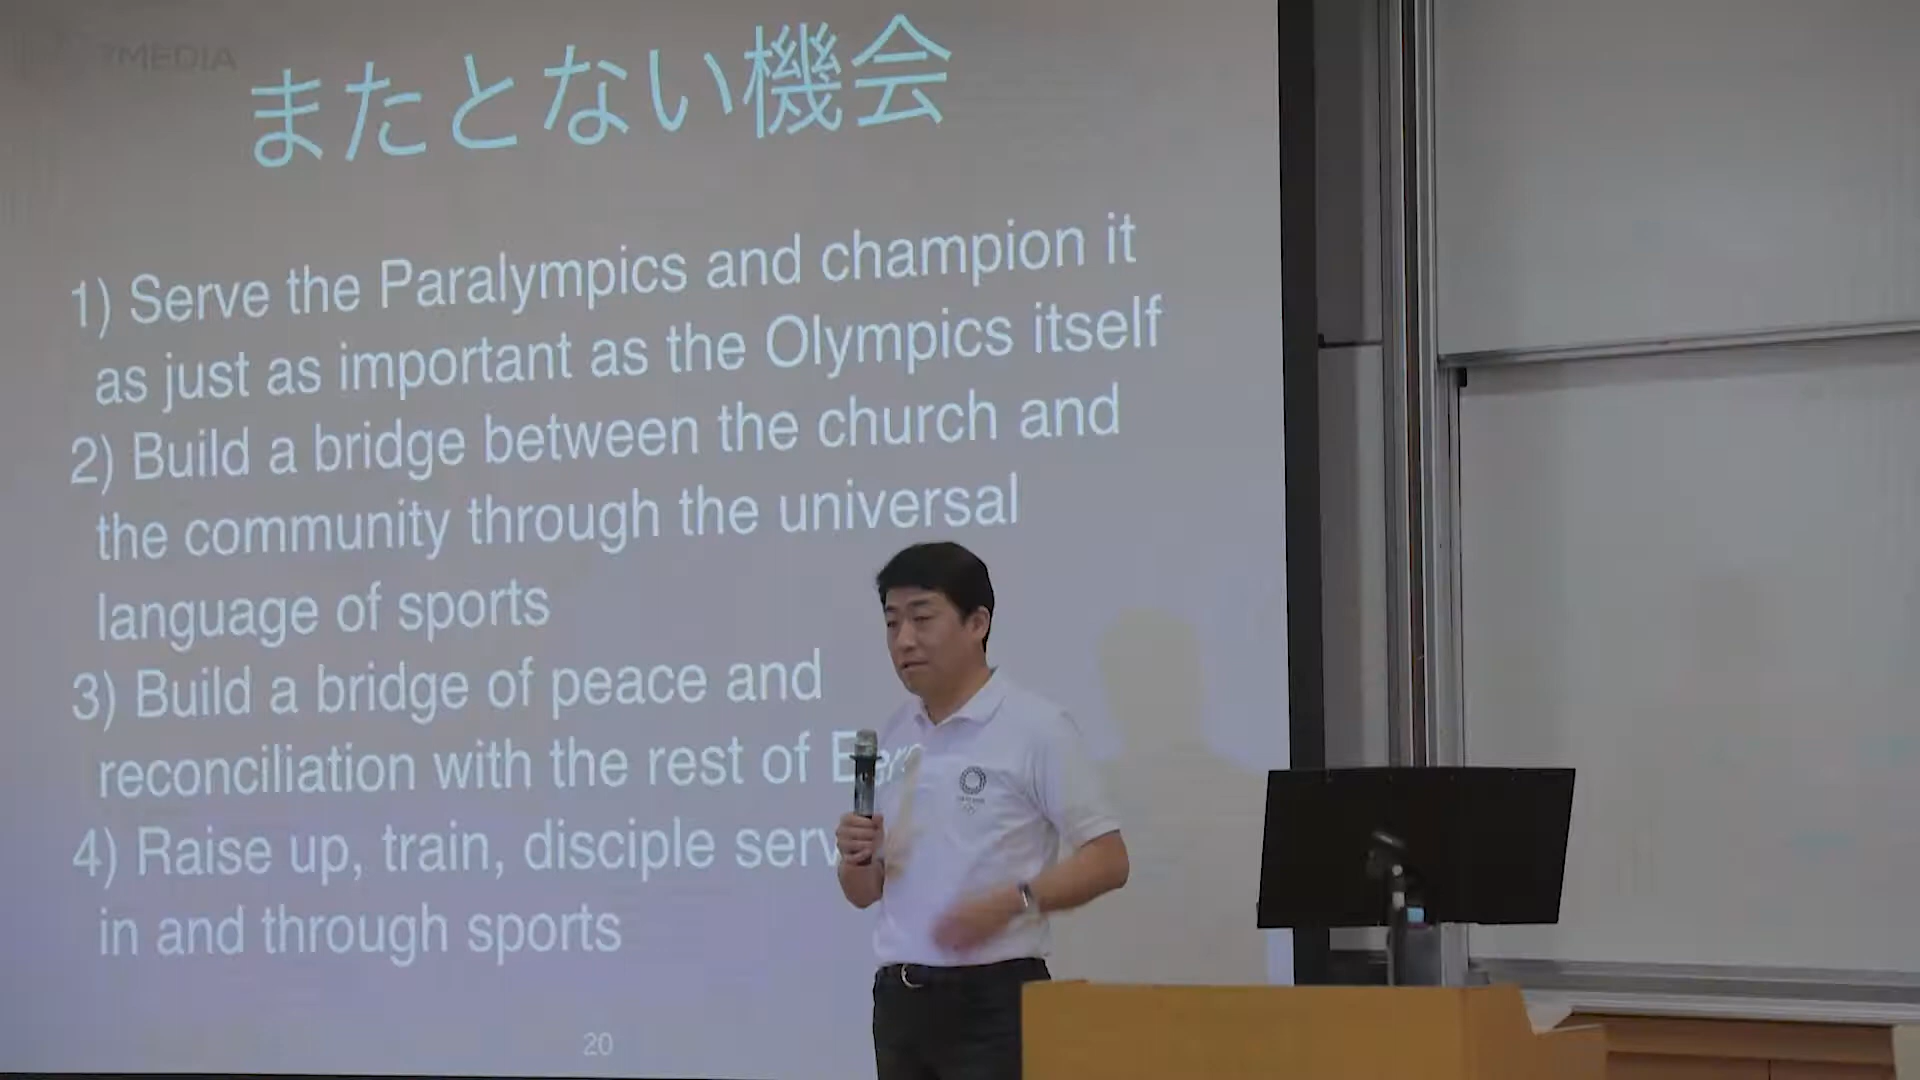 7MEDIA
またとない機会
1) Serve the Paralympics and champion it
as just as important as the Olympics itself
2) Build a bridge between the church and
the community through the universal
language of sports
3) Build a bridge of peace and
reconciliation with the rest of
4) Raise up, train, disciple
in and through sports
20